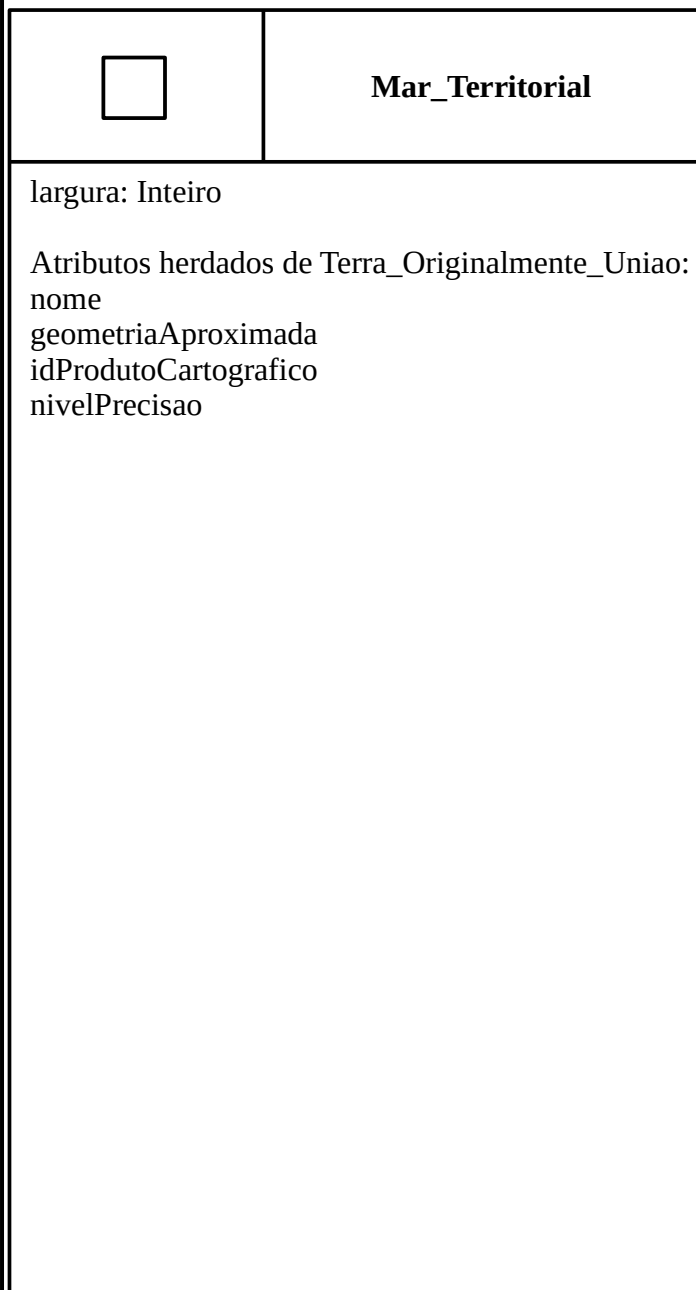 Mar_Territorial
largura: Inteiro
Atributos herdados de Terra_Originalmente_Uniao:
nome
geometriaAproximada
idProdutoCartografico
nivelPrecisao